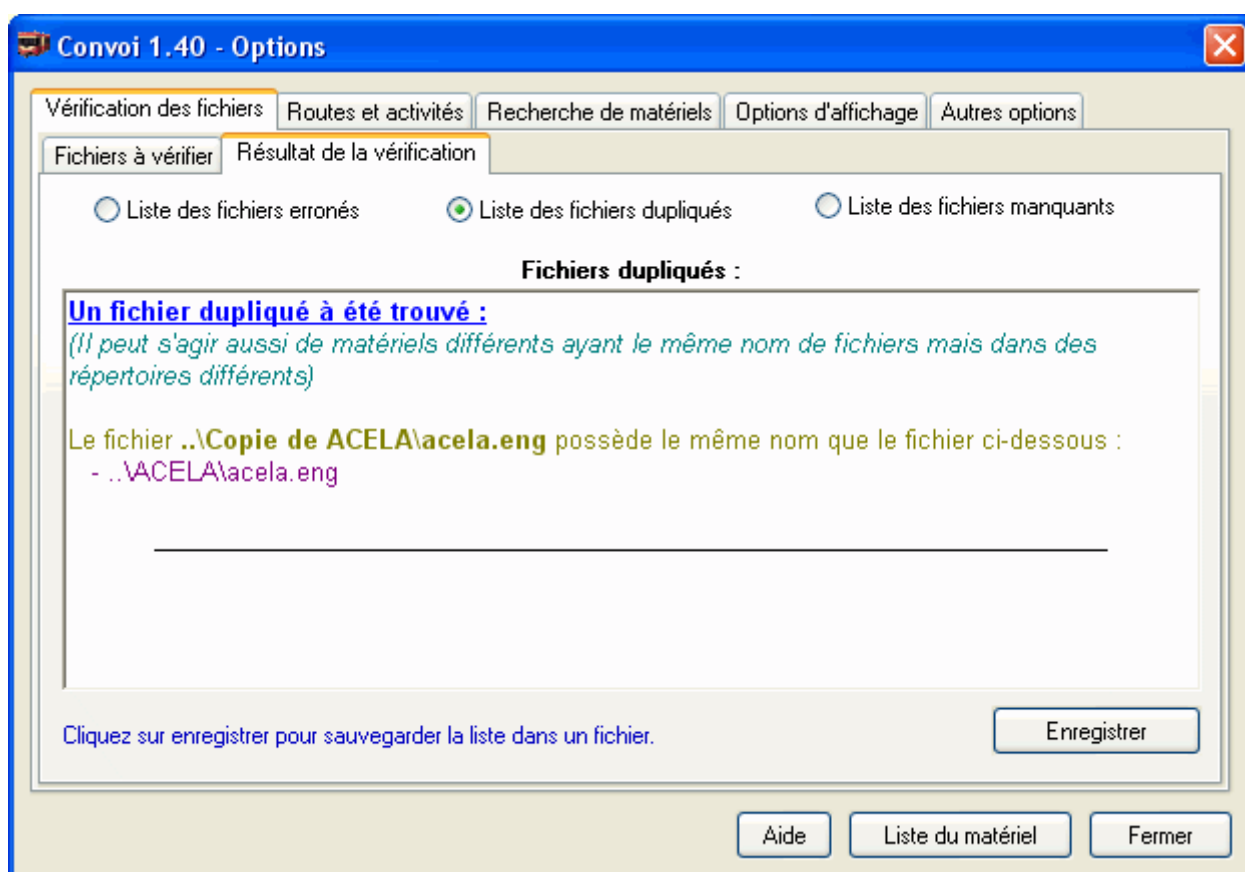 Convoi 1.40 - Options
Vérification des fichiers Routes et activités Recherche de matériels Options d'affichage Autres options
Fichiers à vérifier Résultat de la vérification
Liste des fichiers erronés Liste des fichiers dupliqués Liste des fichiers manquants
Fichiers dupliqués :
Un fichier dupliqué à été trouvé :
(Il peut s'agir aussi de matériels différents ayant le même nom de fichiers mais dans des
répertoires différents)
Le fichier ..\Copie de ACELA\acela.eng possède le même nom que le fichier ci-dessous :
- ..\ACELA\acela.eng
Cliquez sur enregistrer pour sauvegarder la liste dans un fichier. Enregistrer
Aide Liste du matériel Fermer